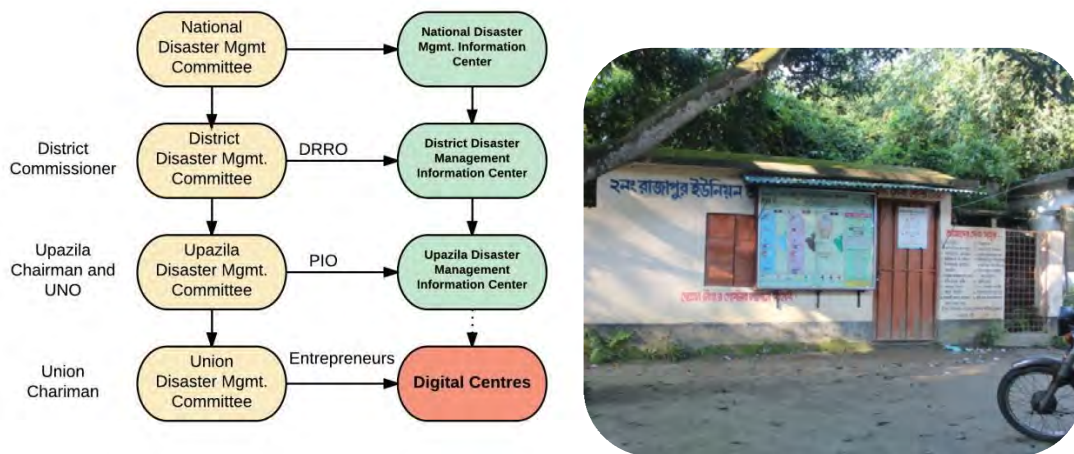 National
Disaster Mgmt
Committee
National Disaster
Mgmt. Information
Center
District
Commissioner
District
Disaster Mgmt.
Committee
DRRO
District Disaster
Management
Information Center
Upazila
Chairman and
UNO
Upazila
Disaster Mgmt.
Committee
PIO
Upazila Disaster
Management
Information Center
Union
Chariman
Union
Disaster Mgmt.
Committee
Entrepreneurs
Digital Centres
২নং রাজাপুর ইউনিয়ন